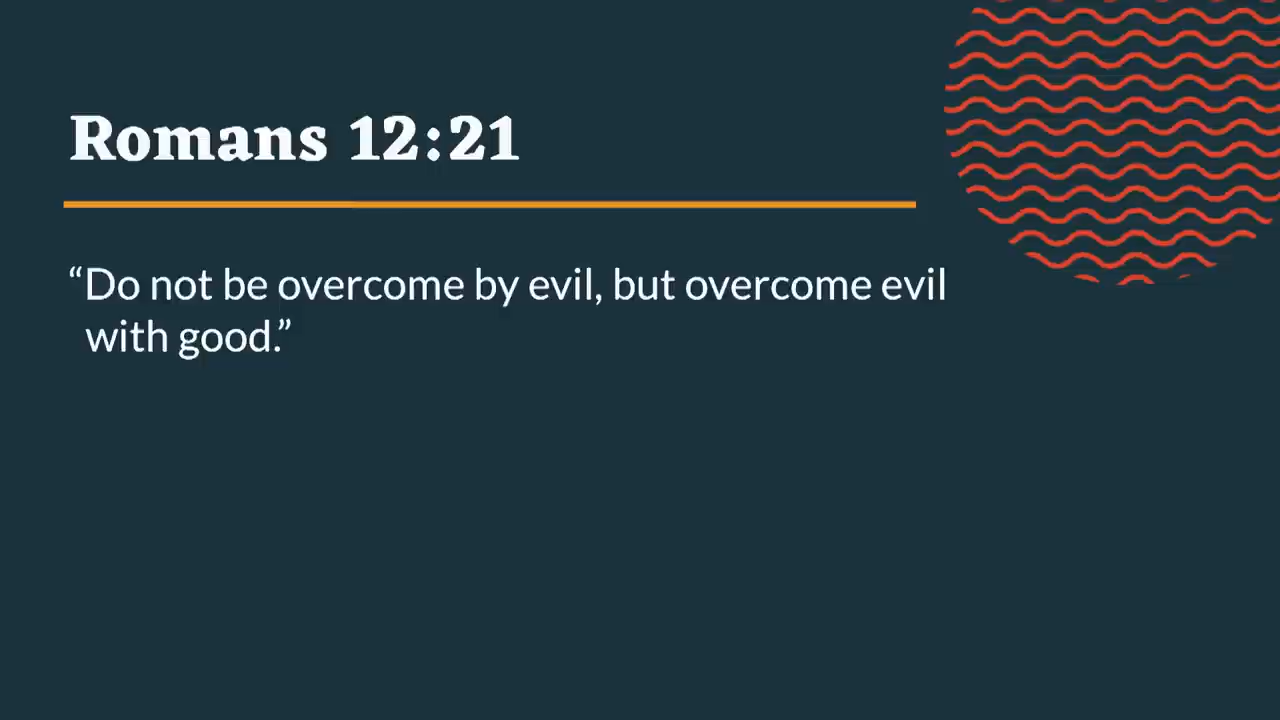 Romans 12:21
“Do not be overcome by evil, but overcome evil
with good.”